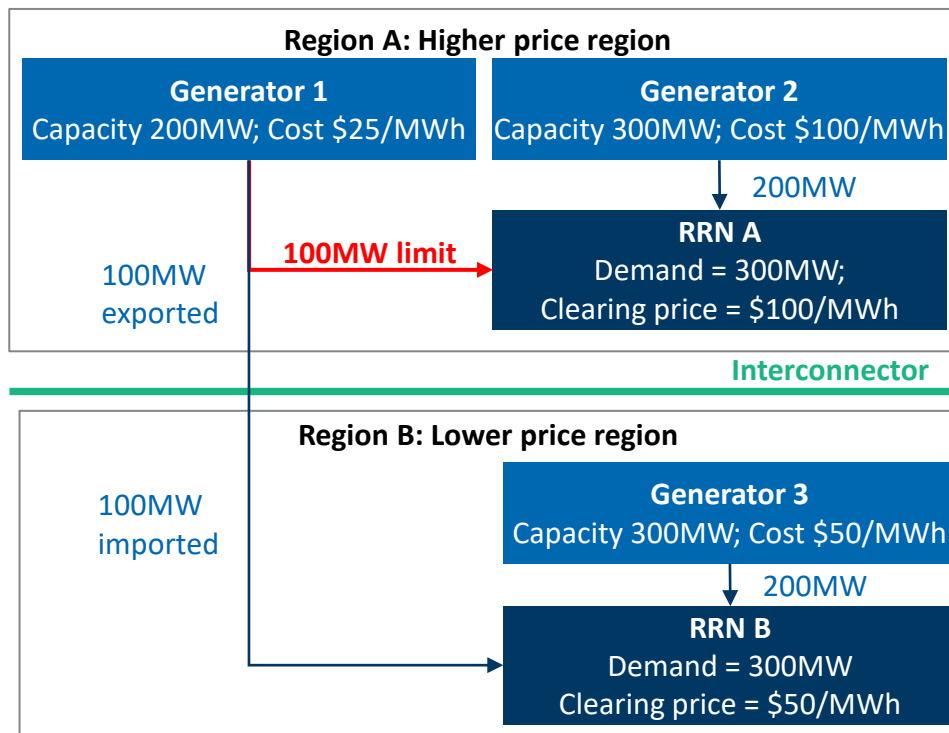 Region A: Higher price region
Generator 1
Capacity 200MW; Cost $25/MWh
Generator 2
Capacity 300MW; Cost $100/MWh
200MW
100MW limit
100MW
exported
RRN A
Demand = 300MW;
Clearing price = $100/MWh
Interconnector
Region B: Lower price region
100MW
imported
Generator 3
Capacity 300MW; Cost $50/MWh
200MW
RRN B
Demand = 300MW
Clearing price = $50/MWh